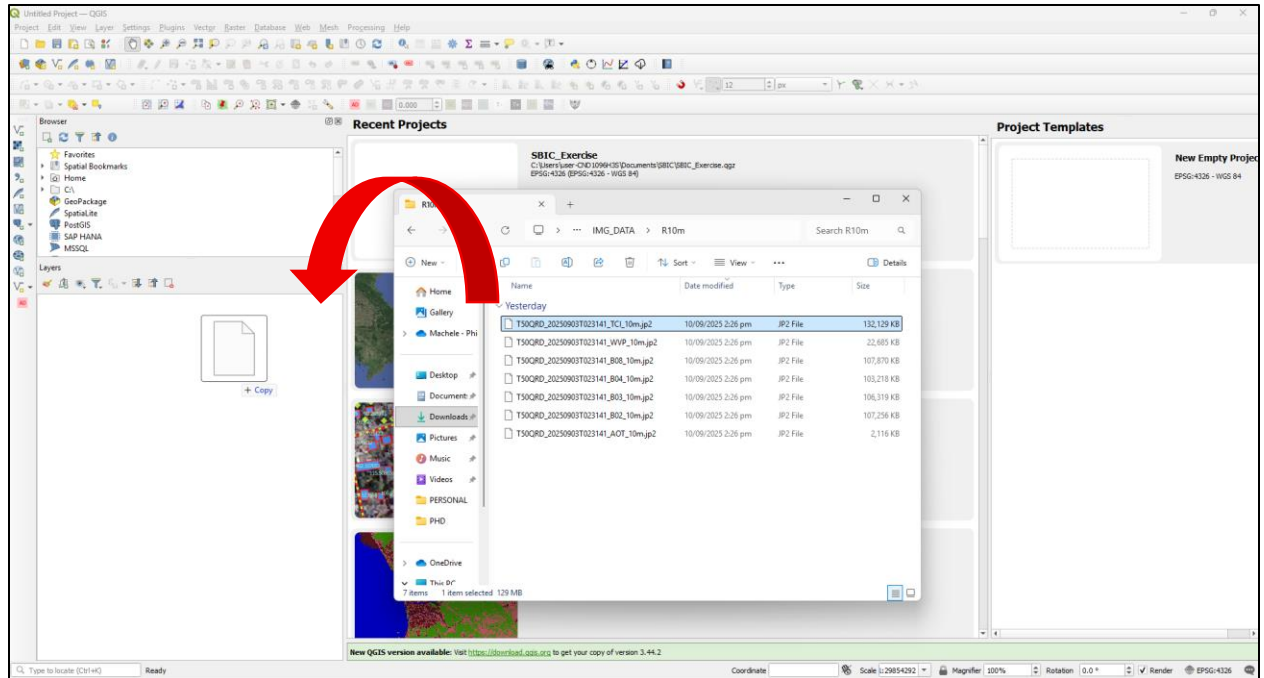 Untitled Project — QGIS
Project Edit View Layer Settings Plugins Vector Raster Database Web Mesh Processing Help
12 px
0.000
Browser
Favorites
Spatial Bookmarks
Home
C:\
GeoPackage
SpatiaLite
PostGIS
SAP HANA
MSSQL
Layers
+ Copy
Recent Projects
SBIC_Exercise
EPSG:4326 (EPSG:4326 - WGS 84)
Project Templates
New Empty Projec
EPSG:4326 - WGS 84
IMG_DATA > R10m
Search R10m
New
Sort
View
Details
Home
Gallery
Machele - Phi
Desktop
Document
Downloads
Pictures
Music
Videos
PERSONAL
PHD
OneDrive
This PC
Name Date modified Type Size
Yesterday
T50QRD_20250903T023141_TCI_10m.jp2 10/09/2025 2:26 pm JP2 File 132,129 KB
T50QRD_20250903T023141_WVP_10m.jp2 10/09/2025 2:26 pm JP2 File 22,685 KB
T50QRD_20250903T023141_B08_10m.jp2 10/09/2025 2:26 pm JP2 File 107,870 KB
T50QRD_20250903T023141_B04_10m.jp2 10/09/2025 2:26 pm JP2 File 103,218 KB
T50QRD_20250903T023141_B03_10m.jp2 10/09/2025 2:26 pm JP2 File 106,319 KB
T50QRD_20250903T023141_B02_10m.jp2 10/09/2025 2:26 pm JP2 File 107,256 KB
T50QRD_20250903T023141_AOT_10m.jp2 10/09/2025 2:26 pm JP2 File 2,116 KB
7 items 1 item selected 129 MB
New QGIS version available: Visit https://download.qgis.org to get your copy of version 3.44.2
Type to locate (Ctrl+K) Ready Coordinate Scale 1:29854292 Magnifier 100% Rotation 0.0 ° Render EPSG:4326